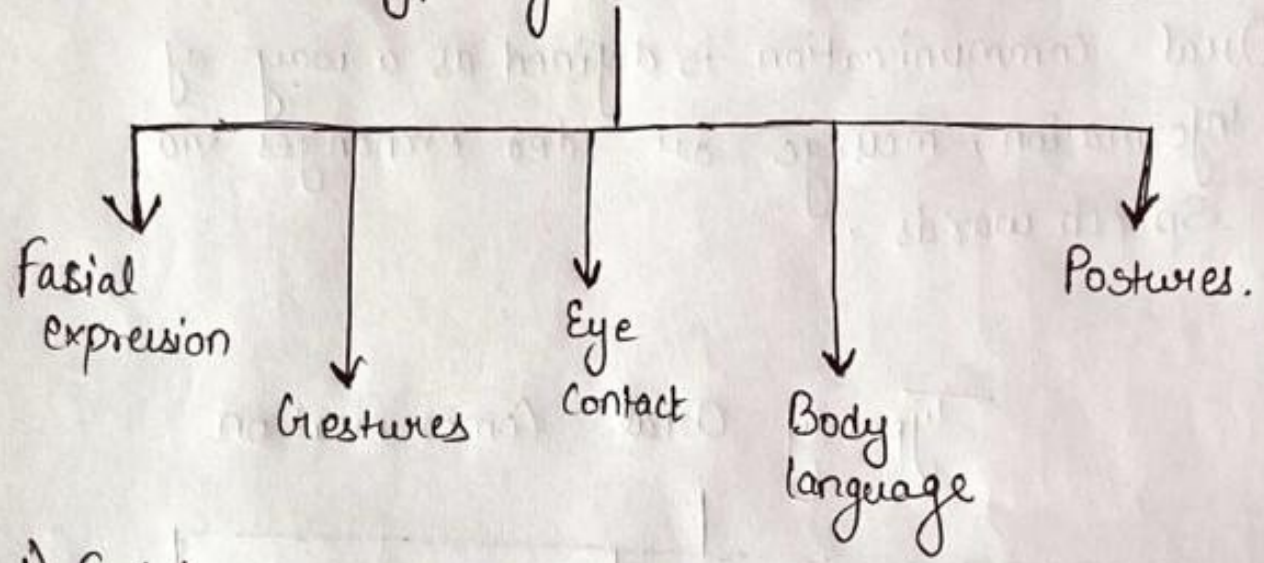 Fasial
expression
Gestures
Eye
Contact
Body
language
Postures.